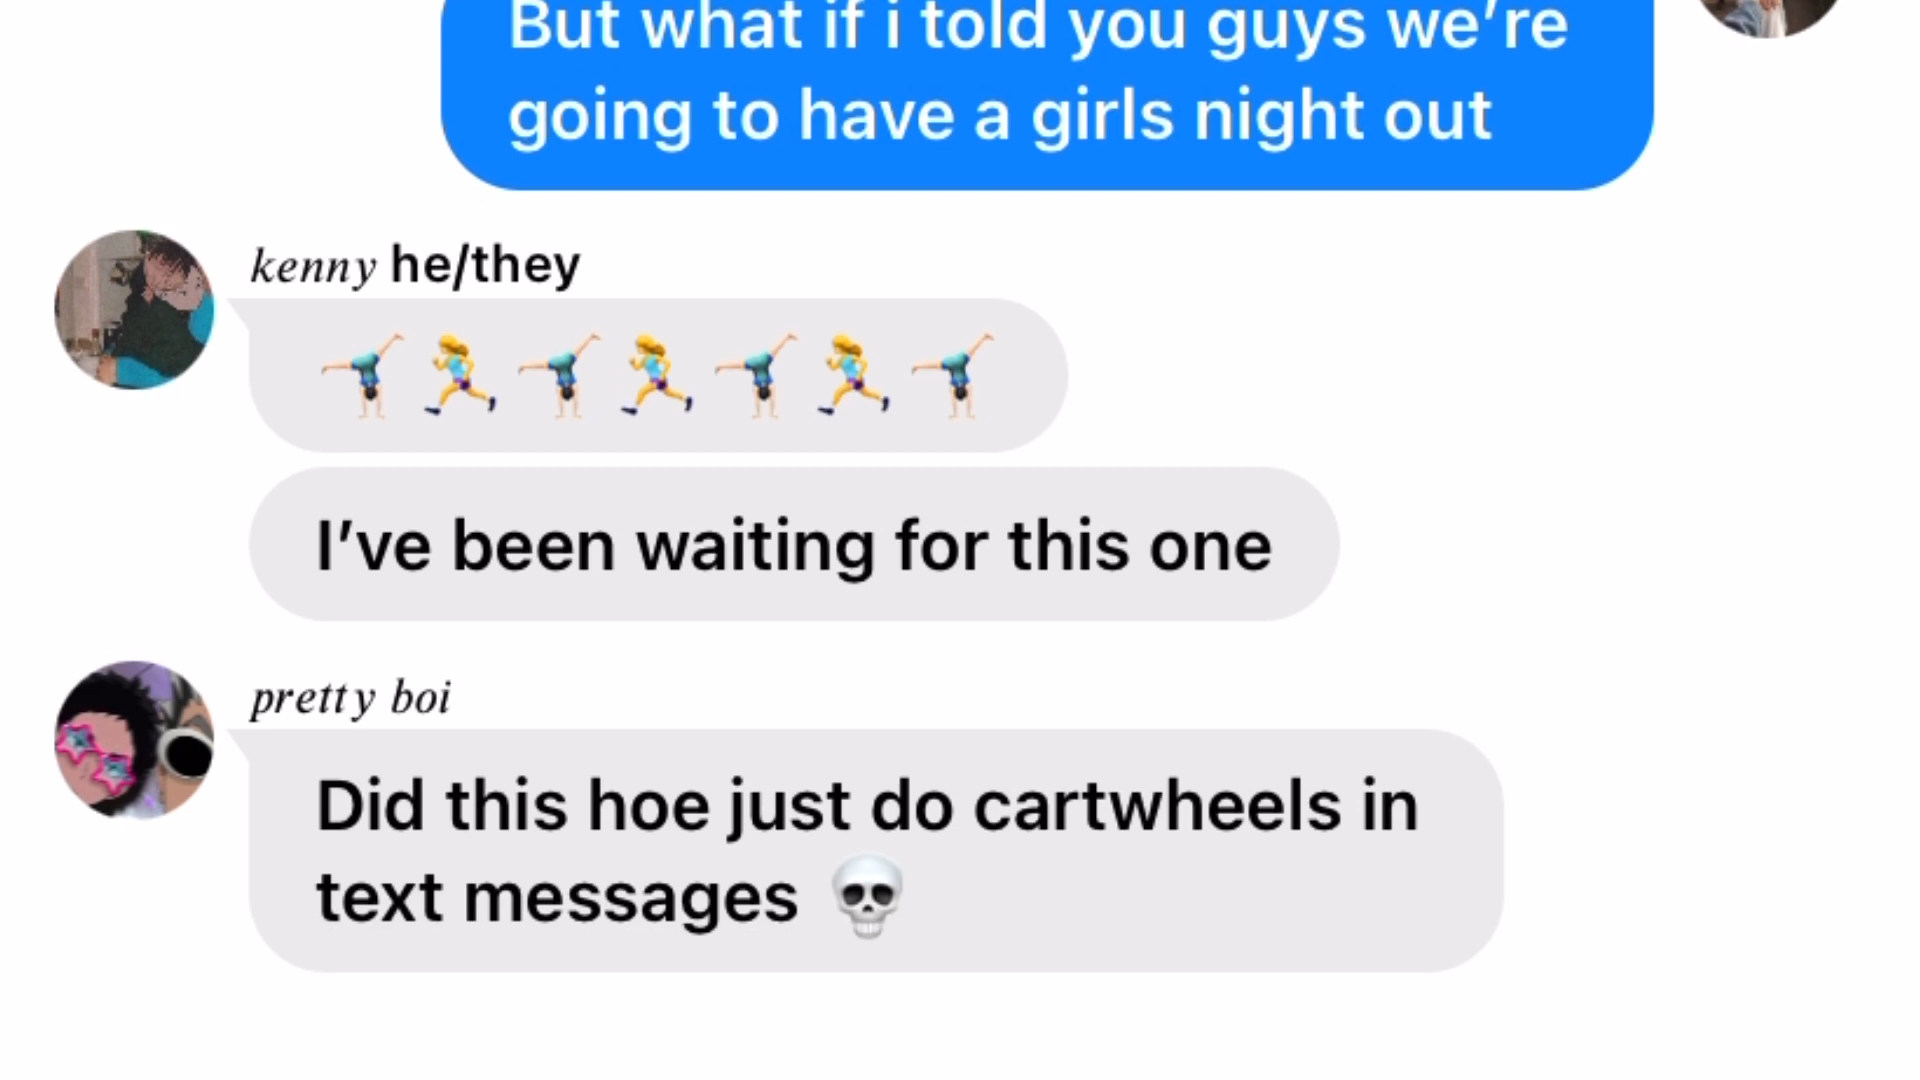 But what if i told you guys we’re
going to have a girls night out
kenny he/they
🤸🏻‍♂️🏃‍♀️🤸🏻‍♂️🏃‍♀️🤸🏻‍♂️🏃‍♀️🤸🏻‍♂️
I’ve been waiting for this one
pretty boi
Did this hoe just do cartwheels in
text messages 💀